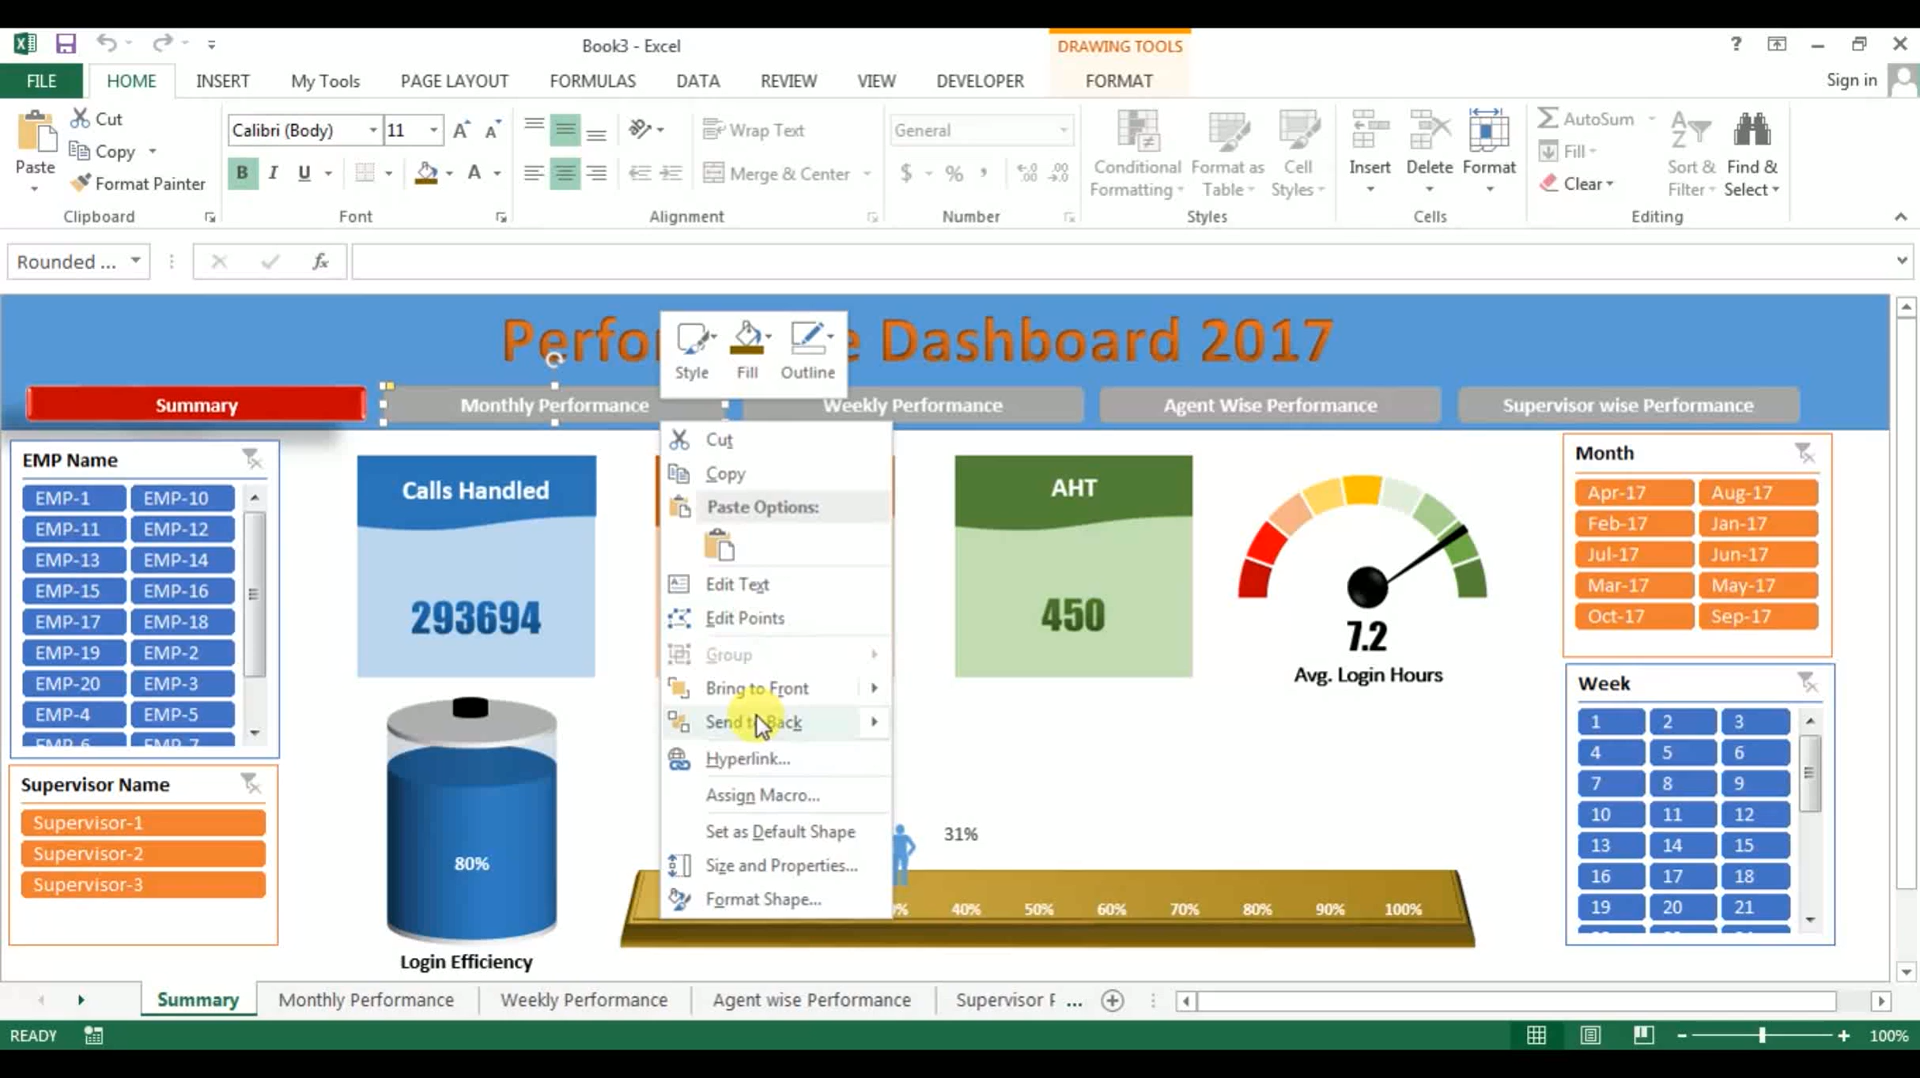 Book3 - Excel
DRAWING TOOLS
?
FILE
HOME
INSERT
My Tools
PAGE LAYOUT
FORMULAS
DATA
REVIEW
VIEW
DEVELOPER
FORMAT
Sign in
Paste
Cut
Copy
Format Painter
Clipboard
Calibri (Body)
11
B I U
Font
Wrap Text
Merge & Center
Alignment
General
$ % ,
Number
Conditional Formatting
Format as Table
Cell Styles
Styles
Insert
Delete
Format
Cells
AutoSum
Fill
Clear
Sort & Filter
Find & Select
Editing
Rounded ...
fx
Perfo e Dashboard 2017
Style
Fill
Outline
Summary
Monthly Performance
Weekly Performance
Agent Wise Performance
Supervisor wise Performance
EMP Name
EMP-1 EMP-10
EMP-11 EMP-12
EMP-13 EMP-14
EMP-15 EMP-16
EMP-17 EMP-18
EMP-19 EMP-2
EMP-20 EMP-3
EMP-4 EMP-5
EMP-6 EMP-7
Supervisor Name
Supervisor-1
Supervisor-2
Supervisor-3
Calls Handled
293694
Cut
Copy
Paste Options:
Edit Text
Edit Points
Group
Bring to Front
Send to Back
Hyperlink...
Assign Macro...
Set as Default Shape
Size and Properties...
Format Shape...
AHT
450
7.2
Avg. Login Hours
Month
Apr-17 Aug-17
Feb-17 Jan-17
Jul-17 Jun-17
Mar-17 May-17
Oct-17 Sep-17
Week
1 2 3
4 5 6
7 8 9
10 11 12
13 14 15
16 17 18
19 20 21
80%
Login Efficiency
31%
% 40% 50% 60% 70% 80% 90% 100%
Summary
Monthly Performance
Weekly Performance
Agent wise Performance
Supervisor P ...
READY
100%